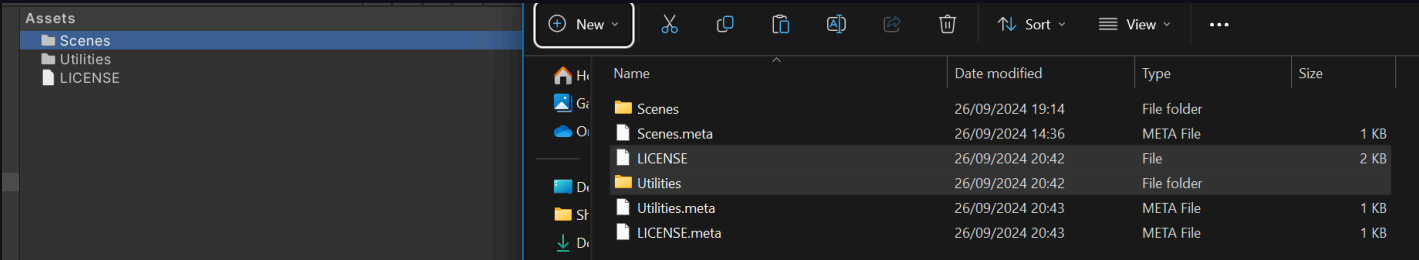 Assets
Scenes
Utilities
LICENSE
New Sort View
Name Date modified Type Size
Scenes 26/09/2024 19:14 File folder
Scenes.meta 26/09/2024 14:36 META File 1 KB
LICENSE 26/09/2024 20:42 File 2 KB
Utilities 26/09/2024 20:42 File folder
Utilities.meta 26/09/2024 20:43 META File 1 KB
LICENSE.meta 26/09/2024 20:43 META File 1 KB